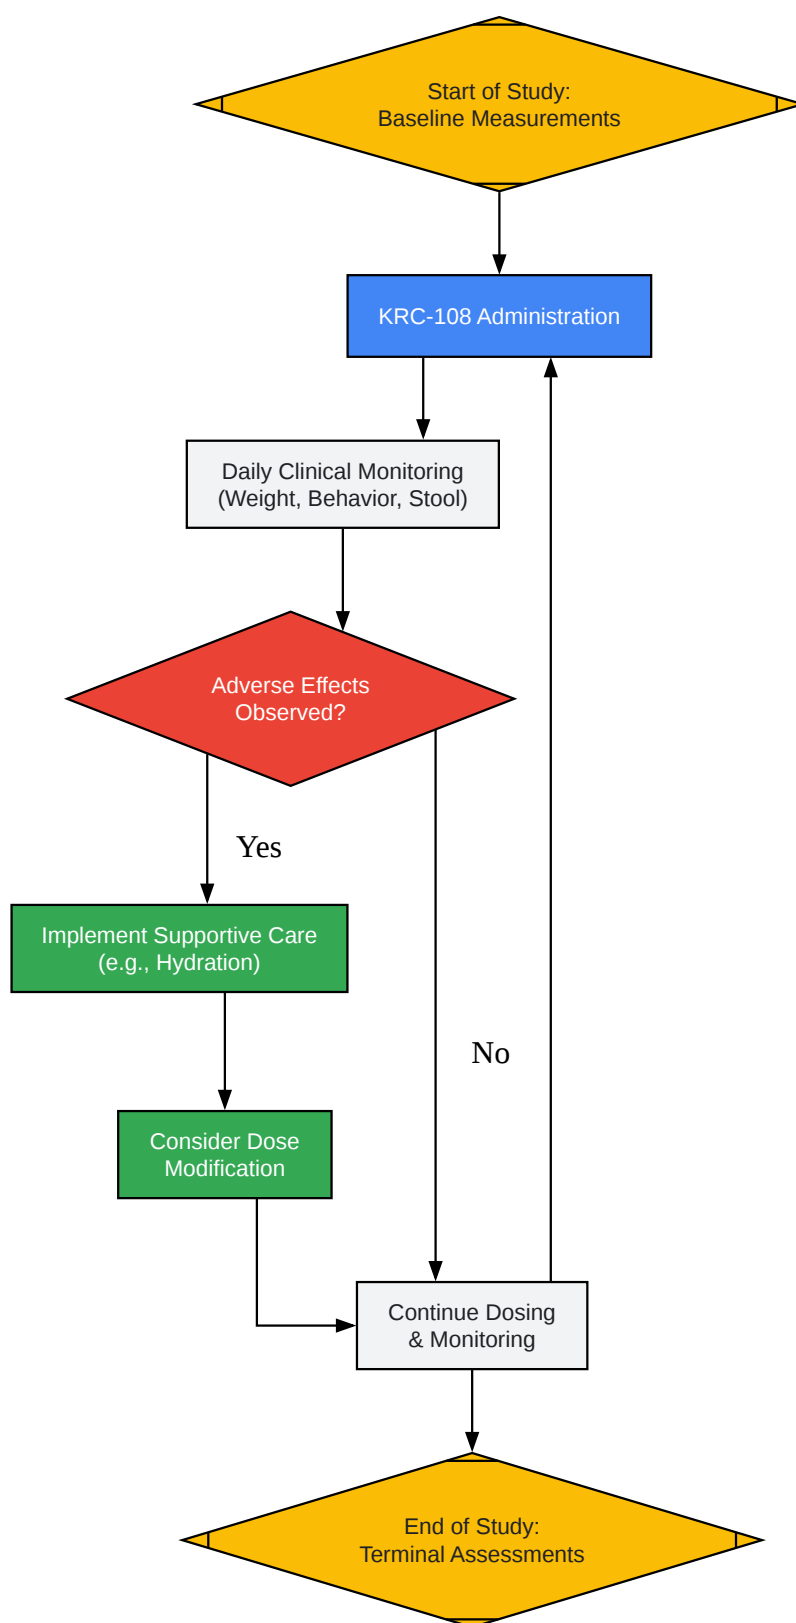 Start of Study:
Baseline Measurements
KRC-108 Administration
Daily Clinical Monitoring
(Weight, Behavior, Stool)
Adverse Effects
Observed?
Yes
Implement Supportive Care
(e.g., Hydration)
No
Consider Dose
Modification
Continue Dosing
& Monitoring
End of Study:
Terminal Assessments